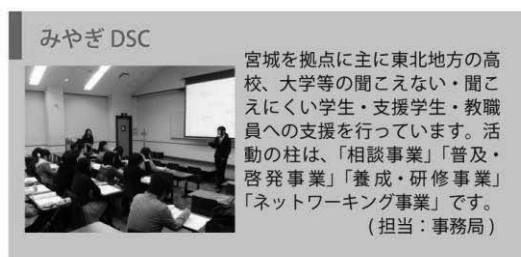 みやぎ DSC
宮城を拠点に主に東北地方の高
校、大学等の聞こえない・聞こ
えにくい学生・支援学生・教職
員への支援を行っています。活
動の柱は、「相談事業」「普及・
啓発事業」「養成・研修事業」
「ネットワーキング事業」です。
(担当：事務局)